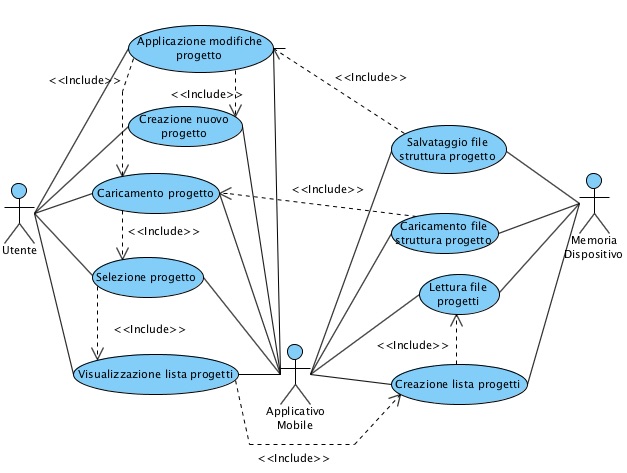 Applicazione modifiche
progetto
<<Include>>
<<Include>>
<<Include>>
Creazione nuovo
progetto
Salvataggio file
struttura progetto
Caricamento progetto
<<Include>>
<<Include>>
Caricamento file
struttura progetto
Utente
Memoria
Dispositivo
Selezione progetto
Lettura file
progetti
<<Include>>
<<Include>>
Visualizzazione lista progetti
Creazione lista progetti
Applicativo
Mobile
<<Include>>